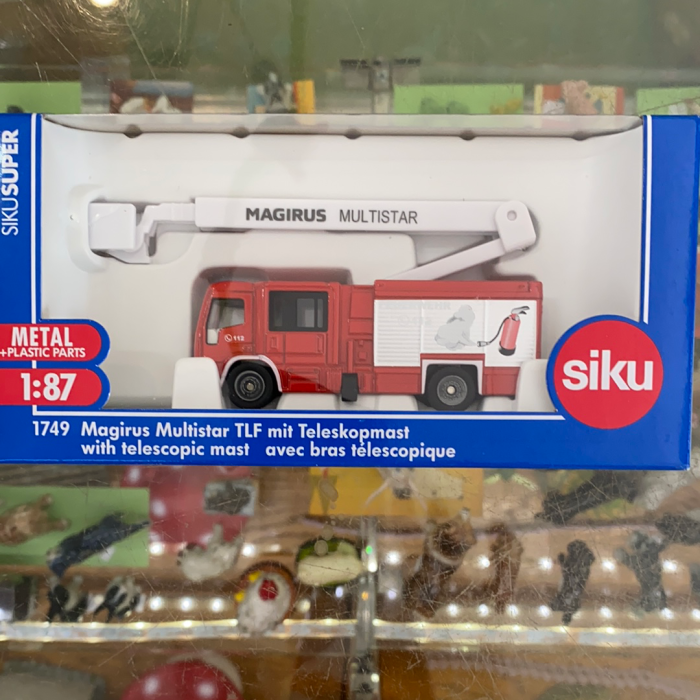 SIKUSUPER
MAGIRUS MULTISTAR
112
METAL
+PLASTIC PARTS
1:87
siku
1749 Magirus Multistar TLF mit Teleskopmast
with telescopic mast avec bras télescopique